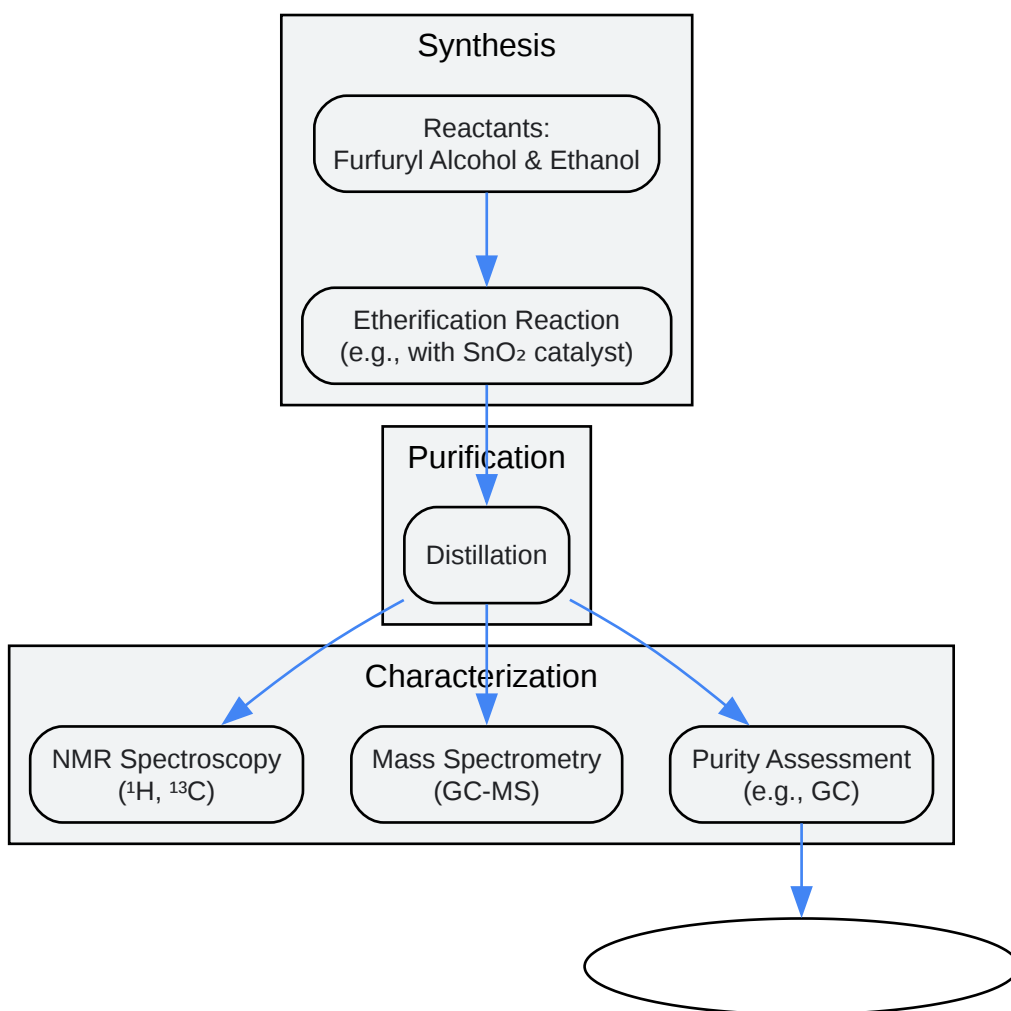 Synthesis
Reactants:
Furfuryl Alcohol & Ethanol
Etherification Reaction
(e.g., with SnO₂ catalyst)
Purification
Distillation
Characterization
NMR Spectroscopy
(¹H, ¹³C)
Mass Spectrometry
(GC-MS)
Purity Assessment
(e.g., GC)